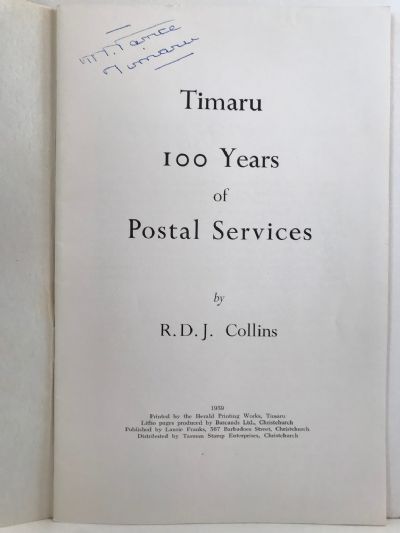 Timaru
Timaru
100 Years
of
Postal Services
by
R. D. J. Collins
1959
Printed by the Herald Printing Works, Timaru
Litho pages produced by Batcands Ltd., Christchurch
Published by Laurie Franks, 567 Barbadoes Street, Christchurch
Distributed by Tasman Stamp Enterprises, Christchurch